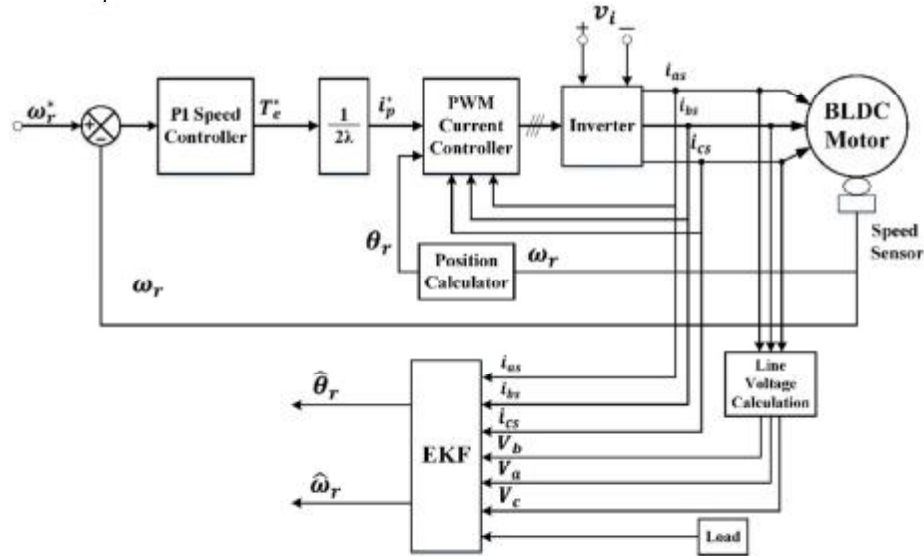 + v_i −
i_as
ω_r^*
+
−
PI Speed
Controller
T_e^*
1
2λ
i_p^*
PWM
Current
Controller
Inverter
i_bs
i_cs
BLDC
Motor
θ_r
Position
Calculator
ω_r
Speed
Sensor
ω_r
Line
Voltage
Calculation
EKF
i_as
i_bs
i_cs
V_b
V_a
V_c
Load
θ̂_r
ω̂_r